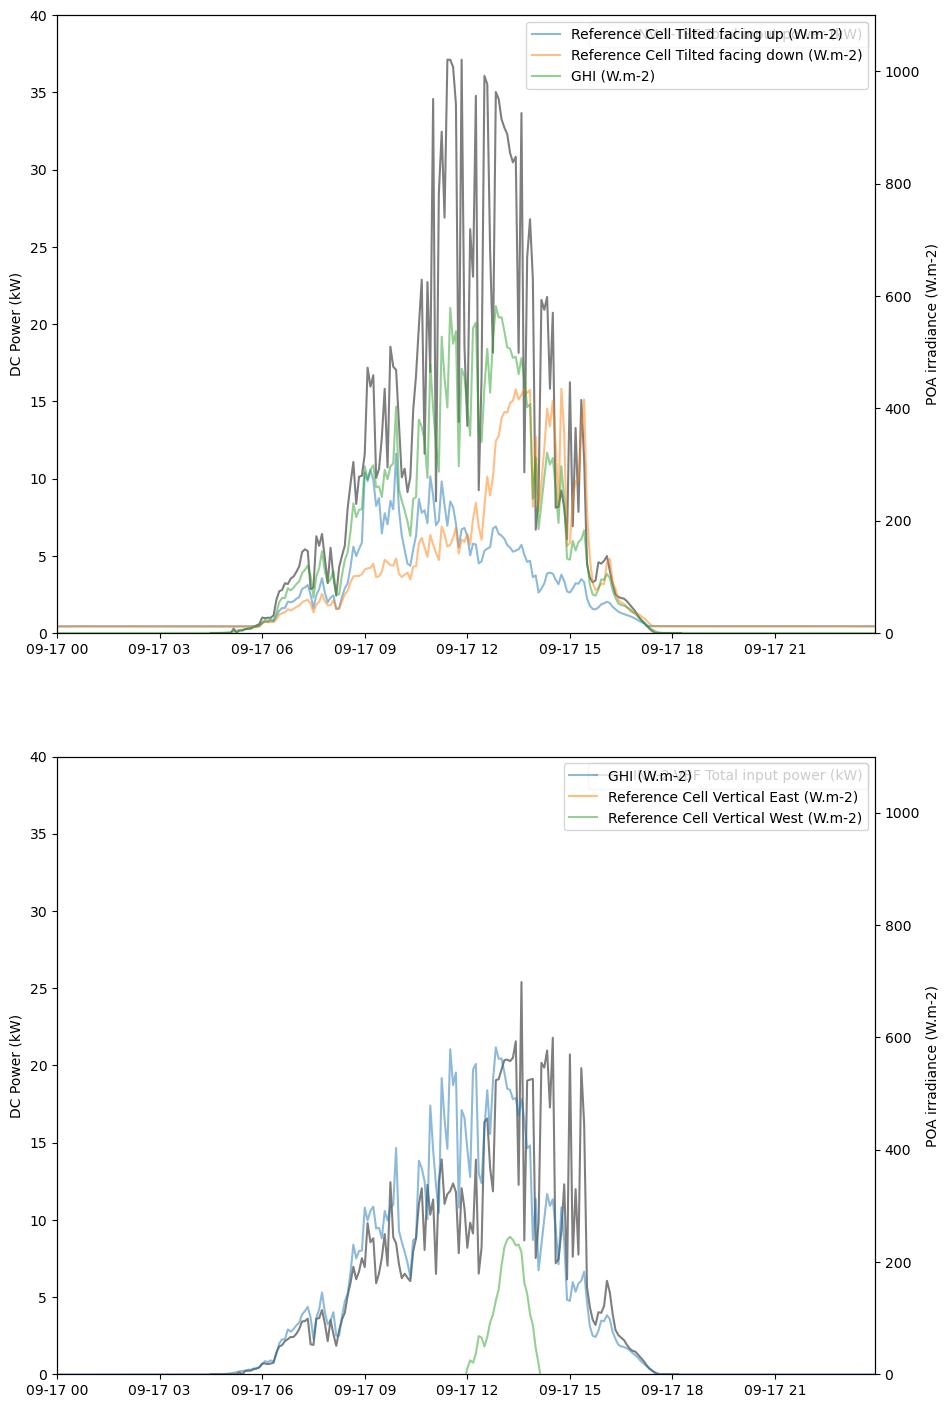 40
Reference Cell Tilted facing up (W.m-2)
Reference Cell Tilted facing down (W.m-2)
GHI (W.m-2)
35
30
25
20
15
10
5
0
DC Power (kW)
1000
800
600
400
200
0
POA irradiance (W.m-2)
09-17 00 09-17 03 09-17 06 09-17 09 09-17 12 09-17 15 09-17 18 09-17 21
40
Total input power (kW)
GHI (W.m-2)
Reference Cell Vertical East (W.m-2)
Reference Cell Vertical West (W.m-2)
35
30
25
20
15
10
5
0
DC Power (kW)
1000
800
600
400
200
0
POA irradiance (W.m-2)
09-17 00 09-17 03 09-17 06 09-17 09 09-17 12 09-17 15 09-17 18 09-17 21